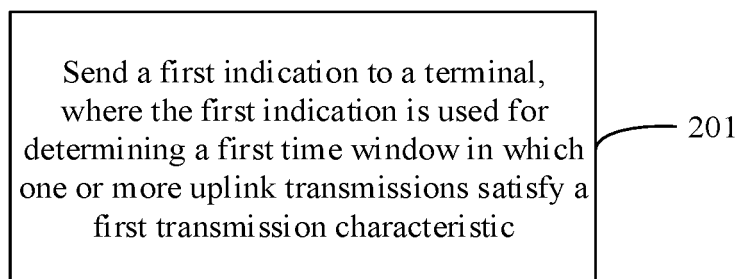 Send a first indication to a terminal,
where the first indication is used for
determining a first time window in which
one or more uplink transmissions satisfy a
first transmission characteristic
201